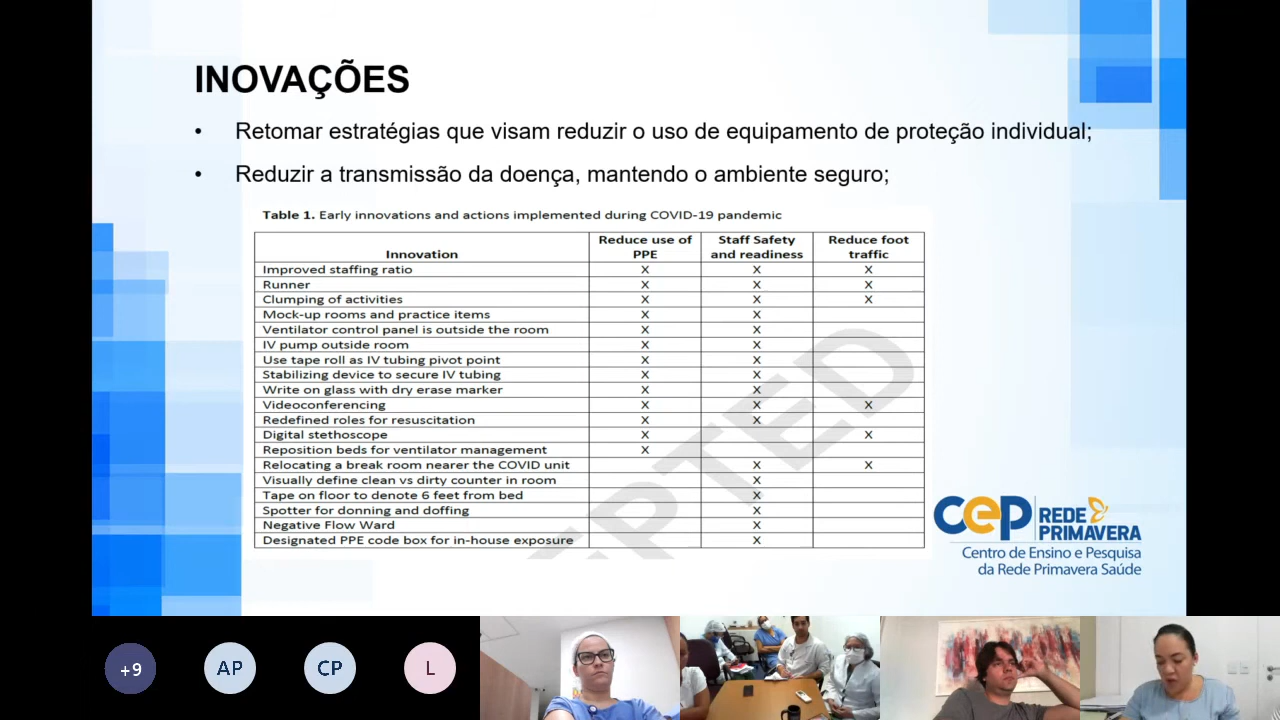 INOVAÇÕES
• Retomar estratégias que visam reduzir o uso de equipamento de proteção individual;
• Reduzir a transmissão da doença, mantendo o ambiente seguro;
Table 1. Early innovations and actions implemented during COVID-19 pandemic
Innovation Reduce use of PPE Staff Safety and readiness Reduce foot traffic
Improved staffing ratio X X X
Runner X X X
Clumping of activities X X X
Mock-up rooms and practice items X X
Ventilator control panel is outside the room X X
IV pump outside room X X
Use tape roll as IV tubing pivot point X X
Stabilizing device to secure IV tubing X X
Write on glass with dry erase marker X X
Videoconferencing X X X
Redefined roles for resuscitation X X
Digital stethoscope X X
Reposition beds for ventilator management X
Relocating a break room nearer the COVID unit X X
Visually define clean vs dirty counter in room X
Tape on floor to denote 6 feet from bed X
Spotter for donning and doffing X
Negative Flow Ward X
Designated PPE code box for in-house exposure X
PTED
cep REDE
PRIMAVERA
Centro de Ensino e Pesquisa
da Rede Primavera Saúde
+9 AP CP L